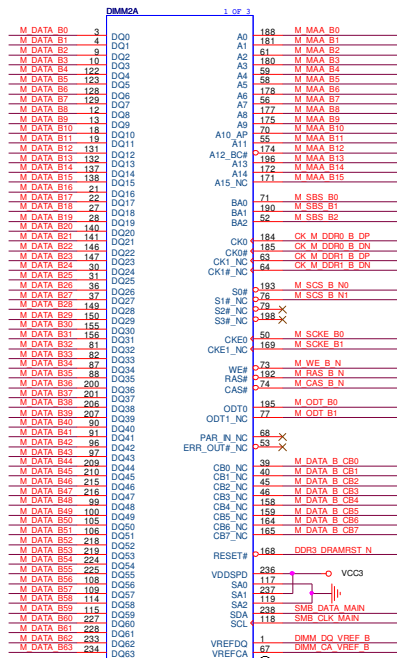 DIMM2A
1 OF 3
M_DATA_B0 3 DQ0
M_DATA_B1 4 DQ1
M_DATA_B2 9 DQ2
M_DATA_B3 10 DQ3
M_DATA_B4 122 DQ4
M_DATA_B5 123 DQ5
M_DATA_B6 128 DQ6
M_DATA_B7 129 DQ7
M_DATA_B8 12 DQ8
M_DATA_B9 13 DQ9
M_DATA_B10 18 DQ10
M_DATA_B11 19 DQ11
M_DATA_B12 131 DQ12
M_DATA_B13 132 DQ13
M_DATA_B14 137 DQ14
M_DATA_B15 138 DQ15
M_DATA_B16 21 DQ16
M_DATA_B17 22 DQ17
M_DATA_B18 27 DQ18
M_DATA_B19 28 DQ19
M_DATA_B20 140 DQ20
M_DATA_B21 141 DQ21
M_DATA_B22 146 DQ22
M_DATA_B23 147 DQ23
M_DATA_B24 30 DQ24
M_DATA_B25 31 DQ25
M_DATA_B26 36 DQ26
M_DATA_B27 37 DQ27
M_DATA_B28 149 DQ28
M_DATA_B29 150 DQ29
M_DATA_B30 155 DQ30
M_DATA_B31 156 DQ31
M_DATA_B32 81 DQ32
M_DATA_B33 82 DQ33
M_DATA_B34 87 DQ34
M_DATA_B35 88 DQ35
M_DATA_B36 200 DQ36
M_DATA_B37 201 DQ37
M_DATA_B38 206 DQ38
M_DATA_B39 207 DQ39
M_DATA_B40 90 DQ40
M_DATA_B41 91 DQ41
M_DATA_B42 96 DQ42
M_DATA_B43 97 DQ43
M_DATA_B44 209 DQ44
M_DATA_B45 210 DQ45
M_DATA_B46 215 DQ46
M_DATA_B47 216 DQ47
M_DATA_B48 99 DQ48
M_DATA_B49 100 DQ49
M_DATA_B50 105 DQ50
M_DATA_B51 106 DQ51
M_DATA_B52 218 DQ52
M_DATA_B53 219 DQ53
M_DATA_B54 224 DQ54
M_DATA_B55 225 DQ55
M_DATA_B56 108 DQ56
M_DATA_B57 109 DQ57
M_DATA_B58 114 DQ58
M_DATA_B59 115 DQ59
M_DATA_B60 227 DQ60
M_DATA_B61 228 DQ61
M_DATA_B62 233 DQ62
M_DATA_B63 234 DQ63
A0 188 M_MAA_B0
A1 181 M_MAA_B1
A2 61 M_MAA_B2
A3 180 M_MAA_B3
A4 59 M_MAA_B4
A5 58 M_MAA_B5
A6 178 M_MAA_B6
A7 56 M_MAA_B7
A8 177 M_MAA_B8
A9 175 M_MAA_B9
A10_AP 70 M_MAA_B10
A11 55 M_MAA_B11
A12_BC# 174 M_MAA_B12
A13 196 M_MAA_B13
A14 172 M_MAA_B14
A15_NC 171 M_MAA_B15
BA0 71 M_SBS_B0
BA1 190 M_SBS_B1
BA2 52 M_SBS_B2
CK0 184 CK_M_DDR0_B_DP
CK0# 185 CK_M_DDR0_B_DN
CK1_NC 63 CK_M_DDR1_B_DP
CK1#_NC 64 CK_M_DDR1_B_DN
S0# 193 M_SCS_B_N0
S1#_NC 76 M_SCS_B_N1
S2#_NC 79
S3#_NC 198
CKE0 50 M_SCKE_B0
CKE1_NC 169 M_SCKE_B1
WE# 73 M_WE_B_N
RAS# 192 M_RAS_B_N
CAS# 74 M_CAS_B_N
ODT0 195 M_ODT_B0
ODT1_NC 77 M_ODT_B1
PAR_IN_NC 68
ERR_OUT#_NC 53
CB0_NC 39 M_DATA_B_CB0
CB1_NC 40 M_DATA_B_CB1
CB2_NC 45 M_DATA_B_CB2
CB3_NC 46 M_DATA_B_CB3
CB4_NC 158 M_DATA_B_CB4
CB5_NC 159 M_DATA_B_CB5
CB6_NC 164 M_DATA_B_CB6
CB7_NC 165 M_DATA_B_CB7
RESET# 168 DDR3_DRAMRST_N
VDDSPD 236 VCC3
SA0 117
SA1 237
SA2 119
SDA 238 SMB_DATA_MAIN
SCL 118 SMB_CLK_MAIN
VREFDQ 1 DIMM_DQ_VREF_B
VREFCA 67 DIMM_CA_VREF_B